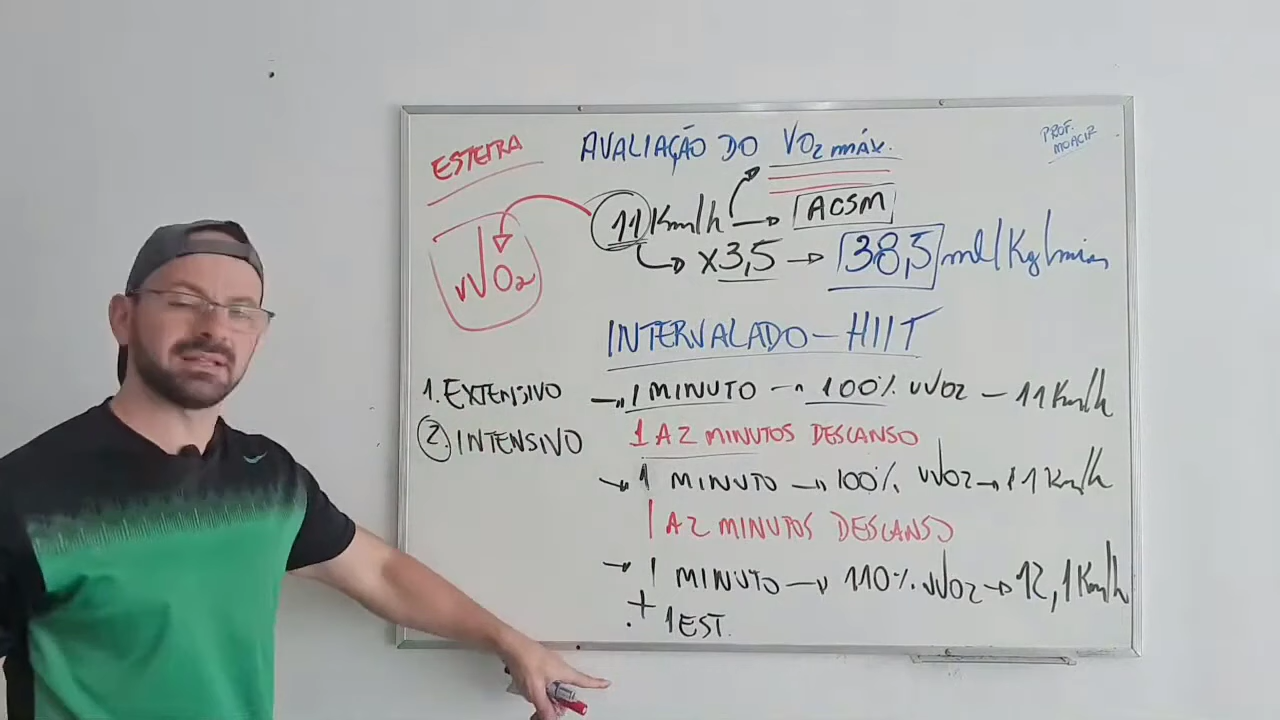 ESTEIRA
AVALIAÇÃO DO VO2 máx.
PROF. MOACIR
11 Km/h → ACSM
x3,5 → 38,5 ml/Kg/min
vVO2
INTERVALADO - HIIT
1. EXTENSIVO
2. INTENSIVO
→ 1 MINUTO → 100% vVO2 - 11 Km/h
1 A 2 MINUTOS DESCANSO
→ 1 MINUTO → 100% vVO2 → 11 Km/h
1 A 2 MINUTOS DESCANSO
→ 1 MINUTO → 110% vVO2 → 12,1 Km/h
+ 1 EST.